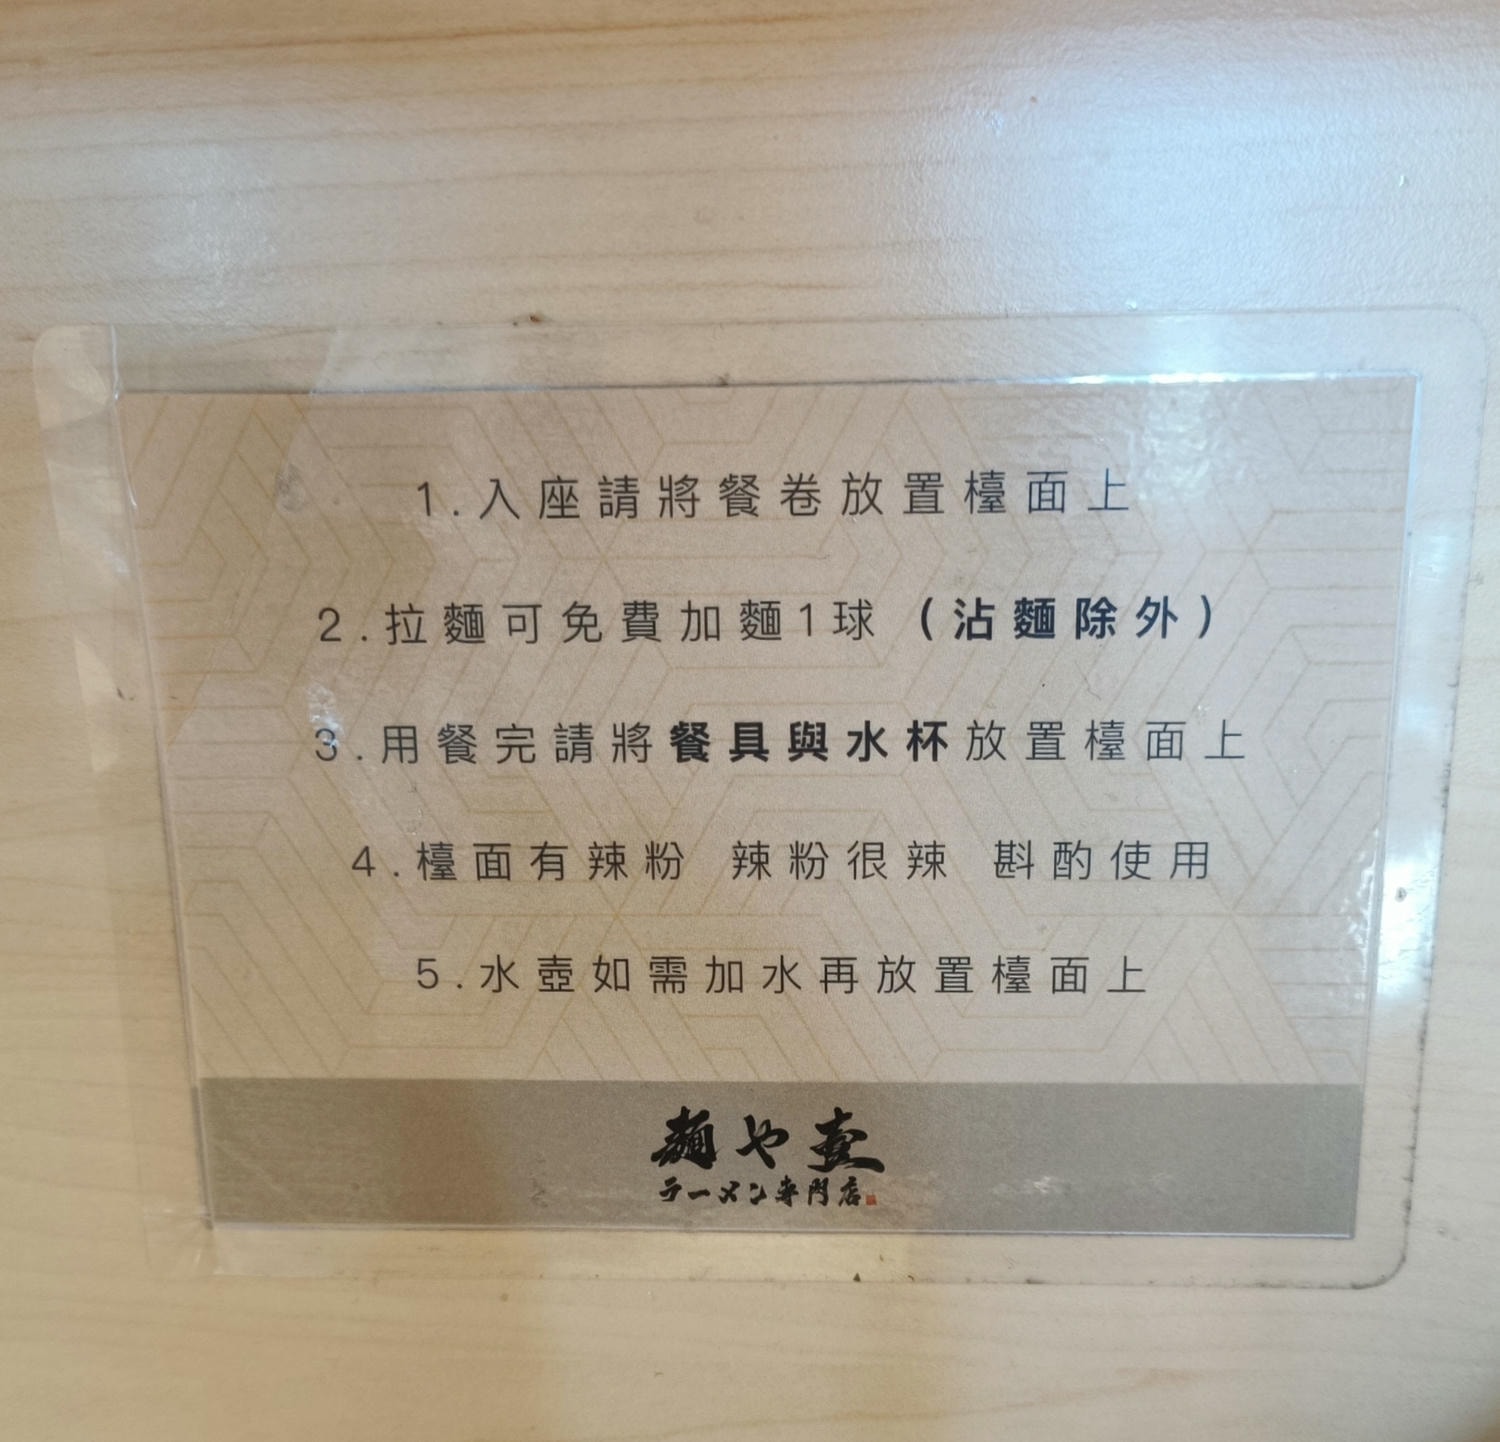 1.入座請將餐卷放置檯面上
2.拉麵可免費加麵1球（沾麵除外）
3.用餐完請將餐具與水杯放置檯面上
4.檯面有辣粉 辣粉很辣 斟酌使用
5.水壺如需加水再放置檯面上
麺や壹
ラーメン専門店